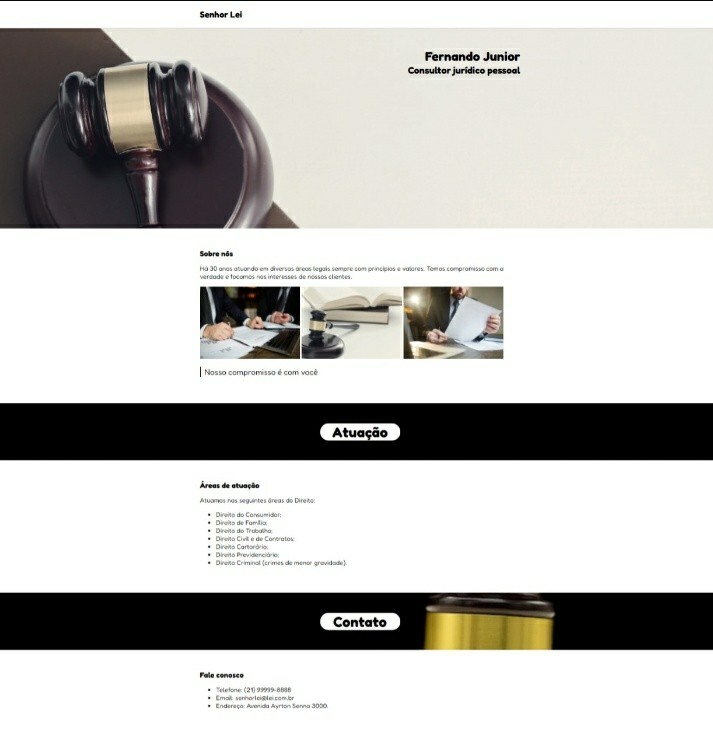 Senhor Lei
Fernando Junior
Consultor jurídico pessoal
Sobre nós
Há 30 anos atuando em diversas áreas legais sempre com princípios e valores. Temos compromisso com a
verdade e focamos nos interesses de nossos clientes.
Nosso compromisso é com você
Atuação
Áreas de atuação
Atuamos nas seguintes áreas do Direito:
• Direito do Consumidor;
• Direito de Família;
• Direito do Trabalho;
• Direito Civil e de Contratos;
• Direito Cartorário;
• Direito Previdenciário;
• Direito Criminal (crimes de menor gravidade).
Contato
Fale conosco
• Telefone: (21) 99999-8888
• Email: senhorlei@lei.com.br
• Endereço: Avenida Ayrton Senna 3000.